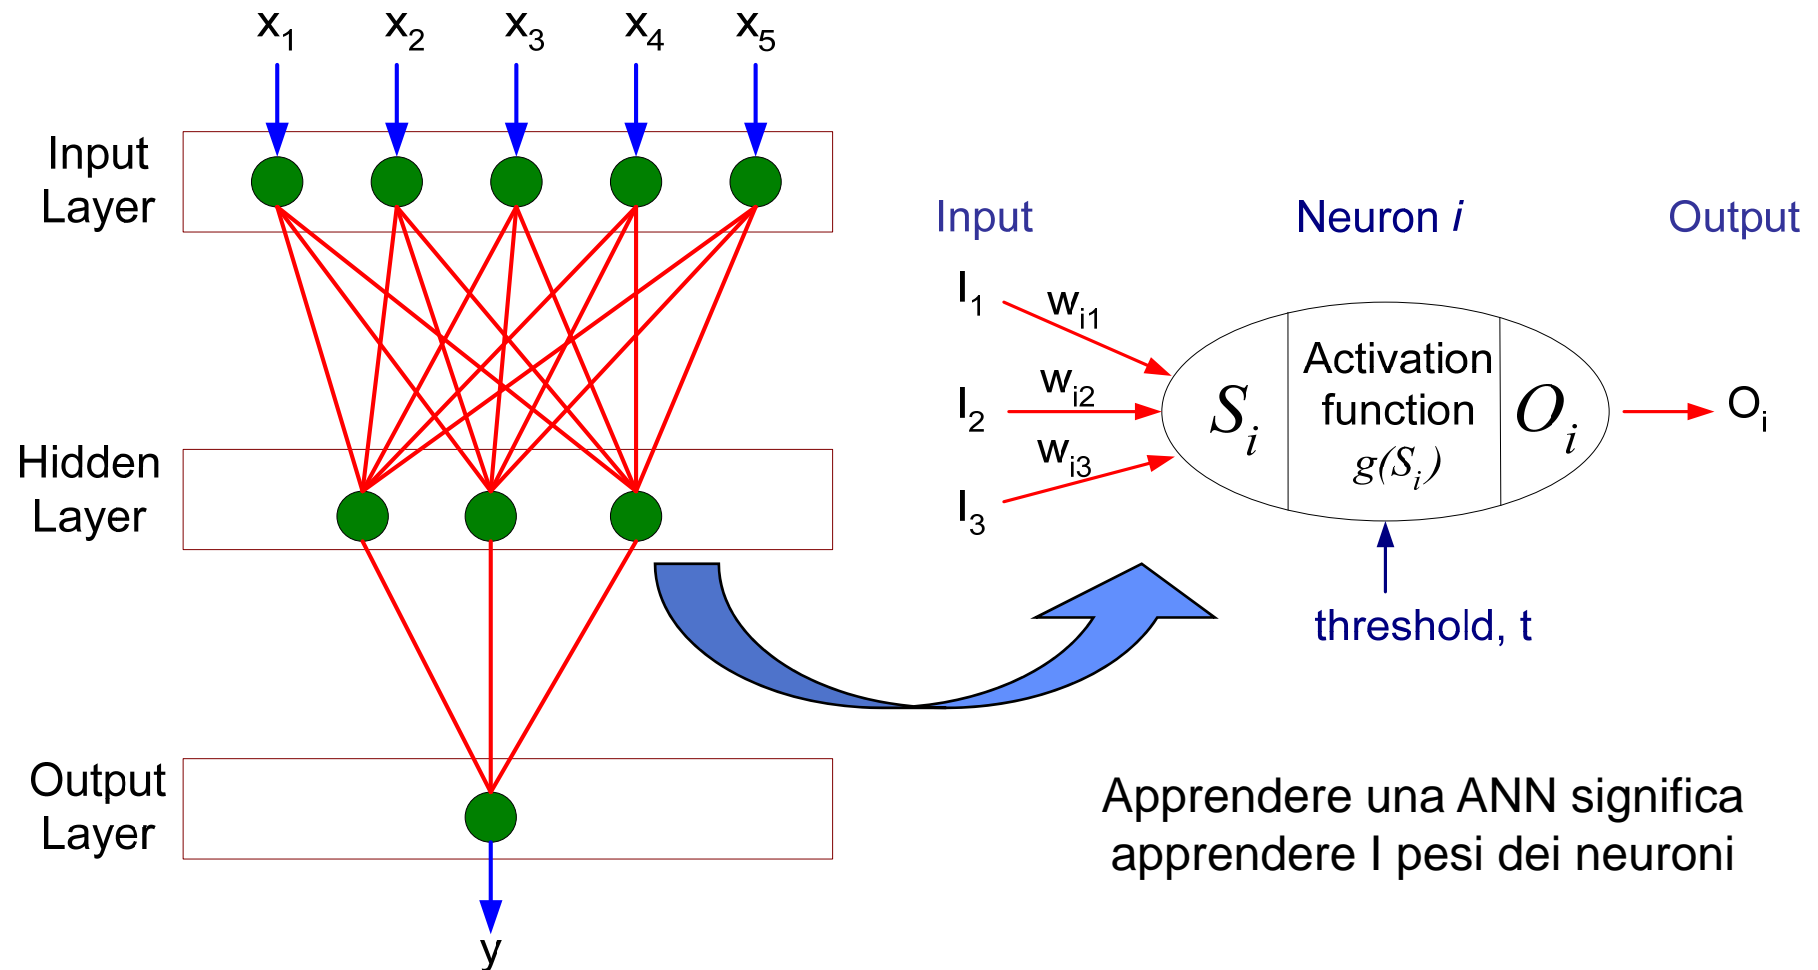 x1 x2 x3 x4 x5
Input
Layer
Hidden
Layer
Output
Layer
y
Input Neuron i Output
I1
wi1
I2
wi2
I3
wi3
Si
Activation
function
g(Si)
Oi
Oi
threshold, t
Apprendere una ANN significa
apprendere I pesi dei neuroni